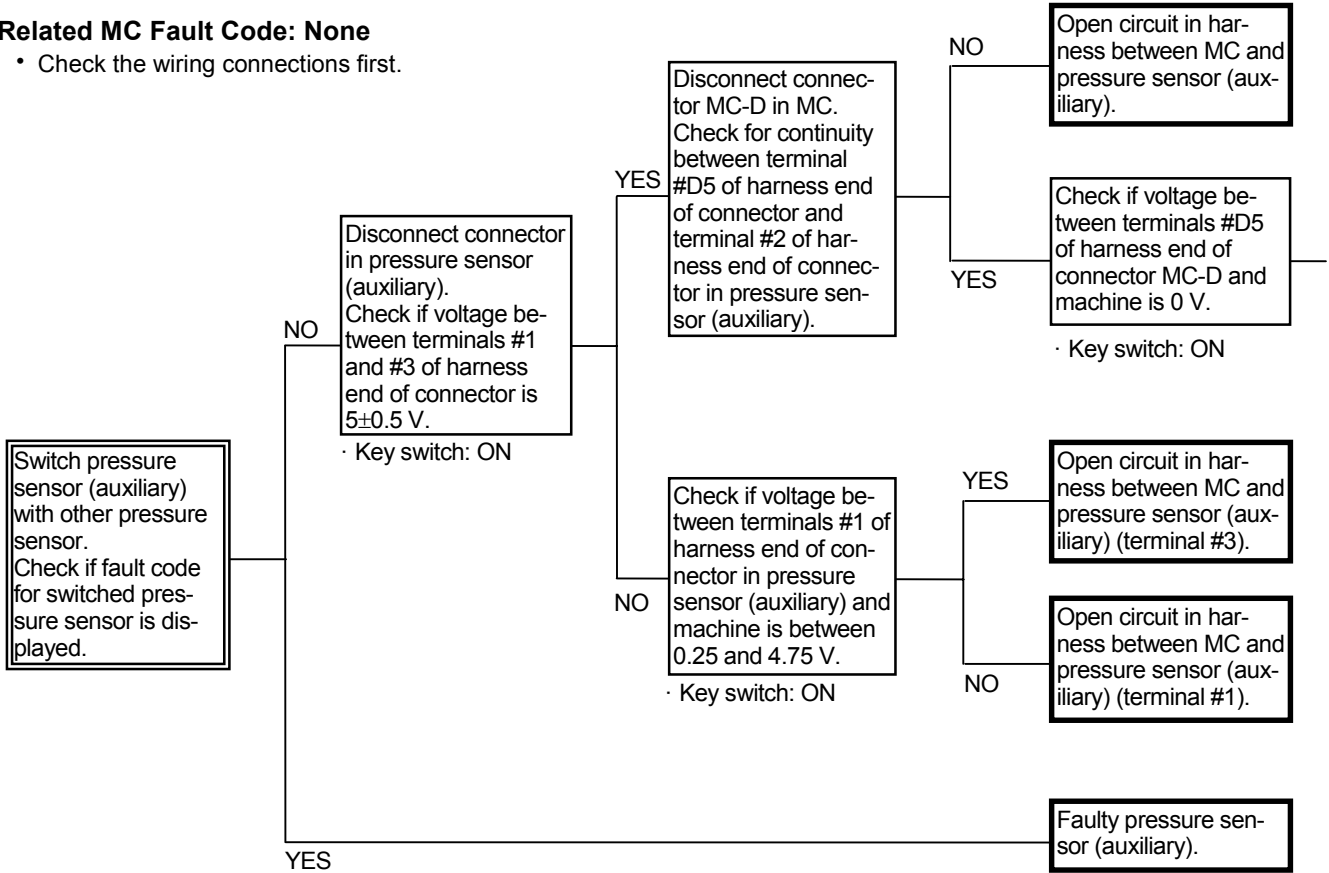 Related MC Fault Code: None
• Check the wiring connections first.
Switch pressure
sensor (auxiliary)
with other pressure
sensor.
Check if fault code
for switched pres-
sure sensor is dis-
played.
NO
YES
Disconnect connector
in pressure sensor
(auxiliary).
Check if voltage be-
tween terminals #1
and #3 of harness
end of connector is
5±0.5 V.
· Key switch: ON
YES
NO
Disconnect connec-
tor MC-D in MC.
Check for continuity
between terminal
#D5 of harness end
of connector and
terminal #2 of har-
ness end of connec-
tor in pressure sen-
sor (auxiliary).
Check if voltage be-
tween terminals #1 of
harness end of con-
nector in pressure
sensor (auxiliary) and
machine is between
0.25 and 4.75 V.
· Key switch: ON
NO
Open circuit in har-
ness between MC and
pressure sensor (aux-
iliary).
YES
Check if voltage be-
tween terminals #D5
of harness end of
connector MC-D and
machine is 0 V.
· Key switch: ON
YES
Open circuit in har-
ness between MC and
pressure sensor (aux-
iliary) (terminal #3).
NO
Open circuit in har-
ness between MC and
pressure sensor (aux-
iliary) (terminal #1).
Faulty pressure sen-
sor (auxiliary).